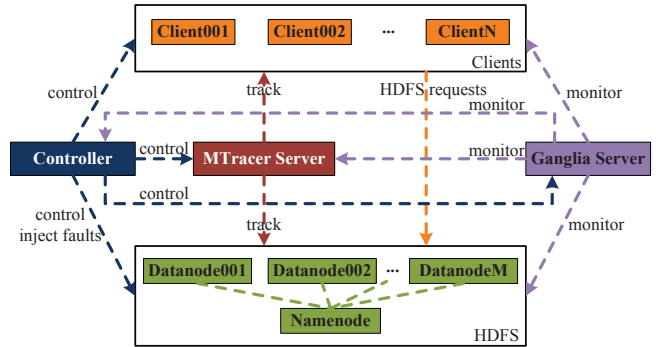 Client001 Client002 ... ClientN
Clients
control track HDFS requests monitor
monitor
Controller control MTracer Server monitor Ganglia Server
control
control
inject faults track monitor
Datanode001 Datanode002 ... DatanodeM
Namenode
HDFS